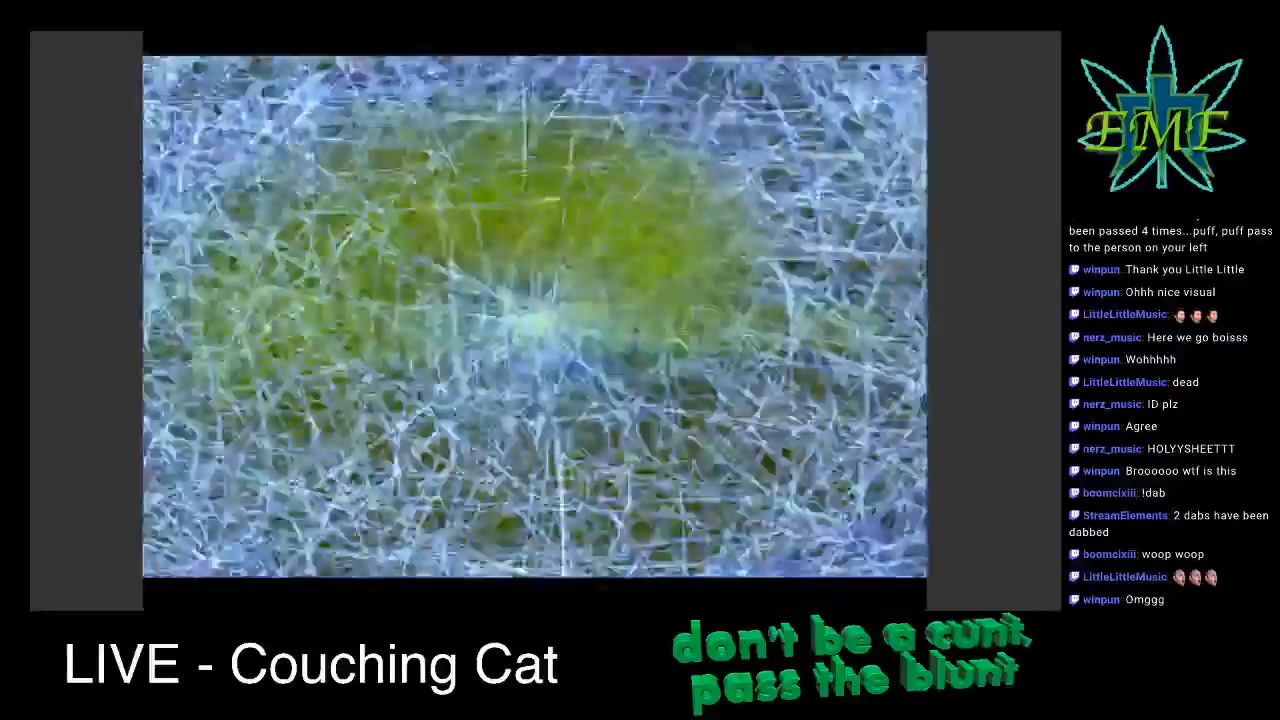 EMF
been passed 4 times...puff, puff pass
to the person on your left
winpun: Thank you Little Little
winpun: Ohhh nice visual
LittleLittleMusic:
nerz_music: Here we go boisss
winpun: Wohhhhh
LittleLittleMusic: dead
nerz_music: ID plz
winpun: Agree
nerz_music: HOLYYSHEETTT
winpun: Broooooo wtf is this
boomcixiii: !dab
StreamElements: 2 dabs have been
dabbed
boomcixiii: woop woop
LittleLittleMusic:
winpun: Omggg
LIVE - Couching Cat
don't be a cunt,
pass the blunt